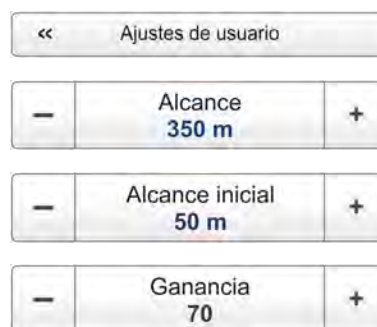 « Ajustes de usuario
Alcance
− 350 m +
Alcance inicial
− 50 m +
Ganancia
− 70 +